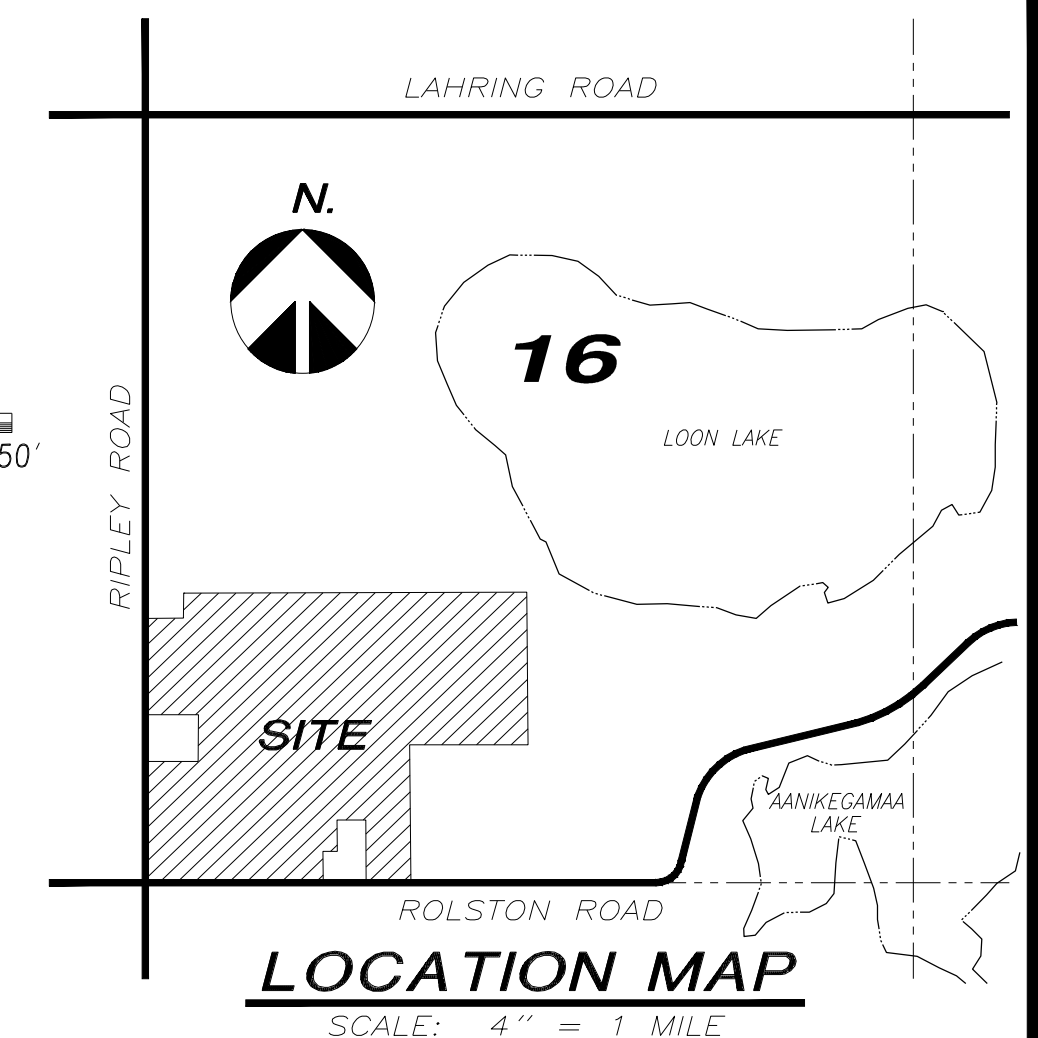 LAHRING ROAD
N.
16
RIPLEY ROAD
LOON LAKE
50'
SITE
AANIKEGAMAA
LAKE
ROLSTON ROAD
LOCATION MAP
SCALE: 4" = 1 MILE